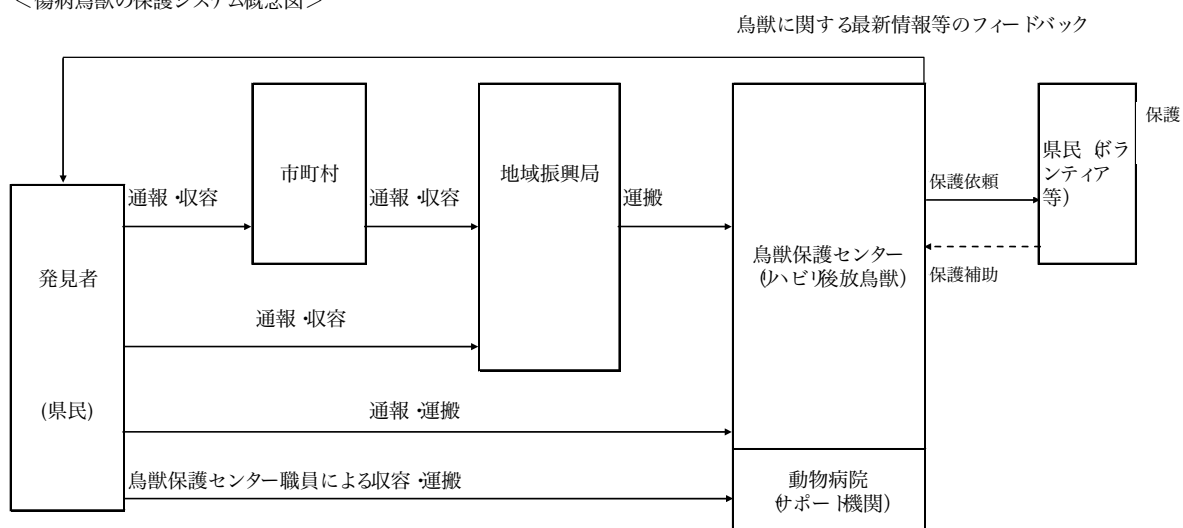 ＜傷病鳥獣の保護システム概念図＞
鳥獣に関する最新情報等のフィードバック
市町村
地域振興局
保護
県民（ボラ
ンティア
等）
通報・収容
通報・収容
運搬
保護依頼
鳥獣保護センター
（リハビリ後放鳥獣）
保護補助
発見者
(県民)
通報・収容
通報・運搬
鳥獣保護センター職員による収容・運搬
動物病院
（サポート機関）